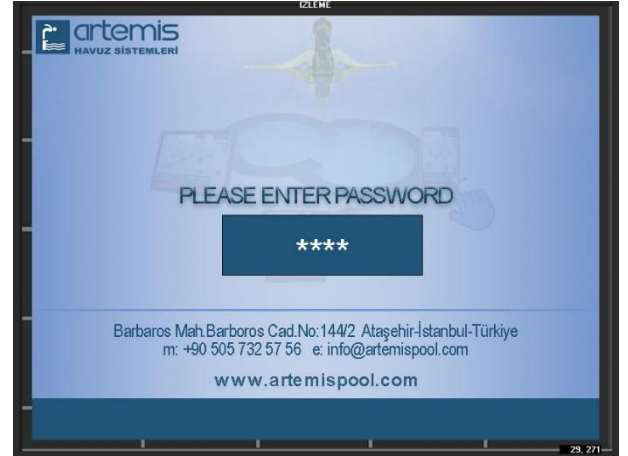 İZLEME
artemis
HAVUZ SİSTEMLERİ
PLEASE ENTER PASSWORD
****
Barbaros Mah.Barboros Cad.No:144/2 Ataşehir-İstanbul-Türkiye
m: +90 505 732 57 56 e: info@artemispool.com
www.artemispool.com
29, 271